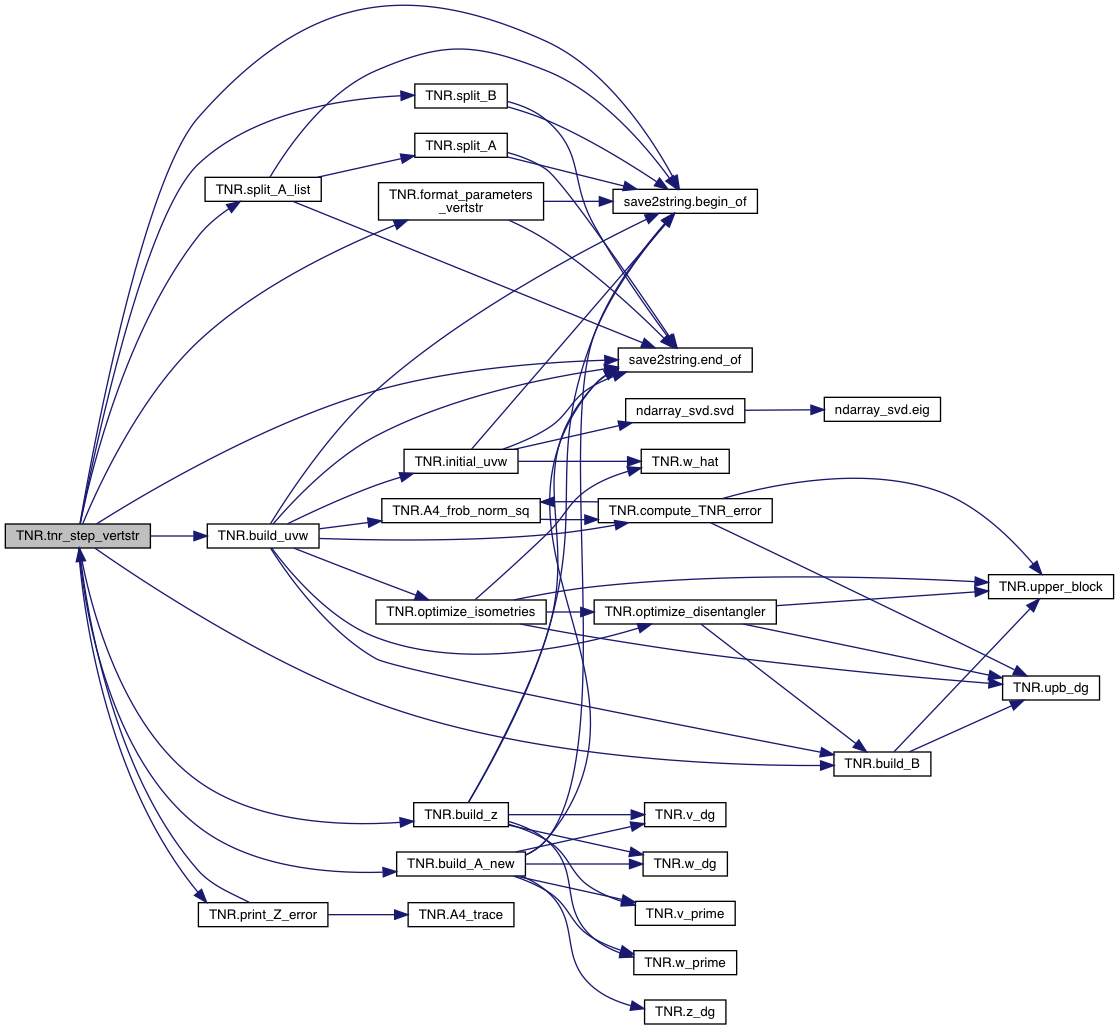 TNR.split_B
TNR.split_A
TNR.split_A_list
TNR.format_parameters
_vertstr
save2string.begin_of
save2string.end_of
ndarray_svd.svd
ndarray_svd.eig
TNR.initial_uvw
TNR.w_hat
TNR.A4_frob_norm_sq
TNR.compute_TNR_error
TNR.tnr_step_vertstr
TNR.build_uvw
TNR.upper_block
TNR.optimize_isometries
TNR.optimize_disentangler
TNR.upb_dg
TNR.build_B
TNR.build_z
TNR.v_dg
TNR.build_A_new
TNR.w_dg
TNR.print_Z_error
TNR.A4_trace
TNR.v_prime
TNR.w_prime
TNR.z_dg